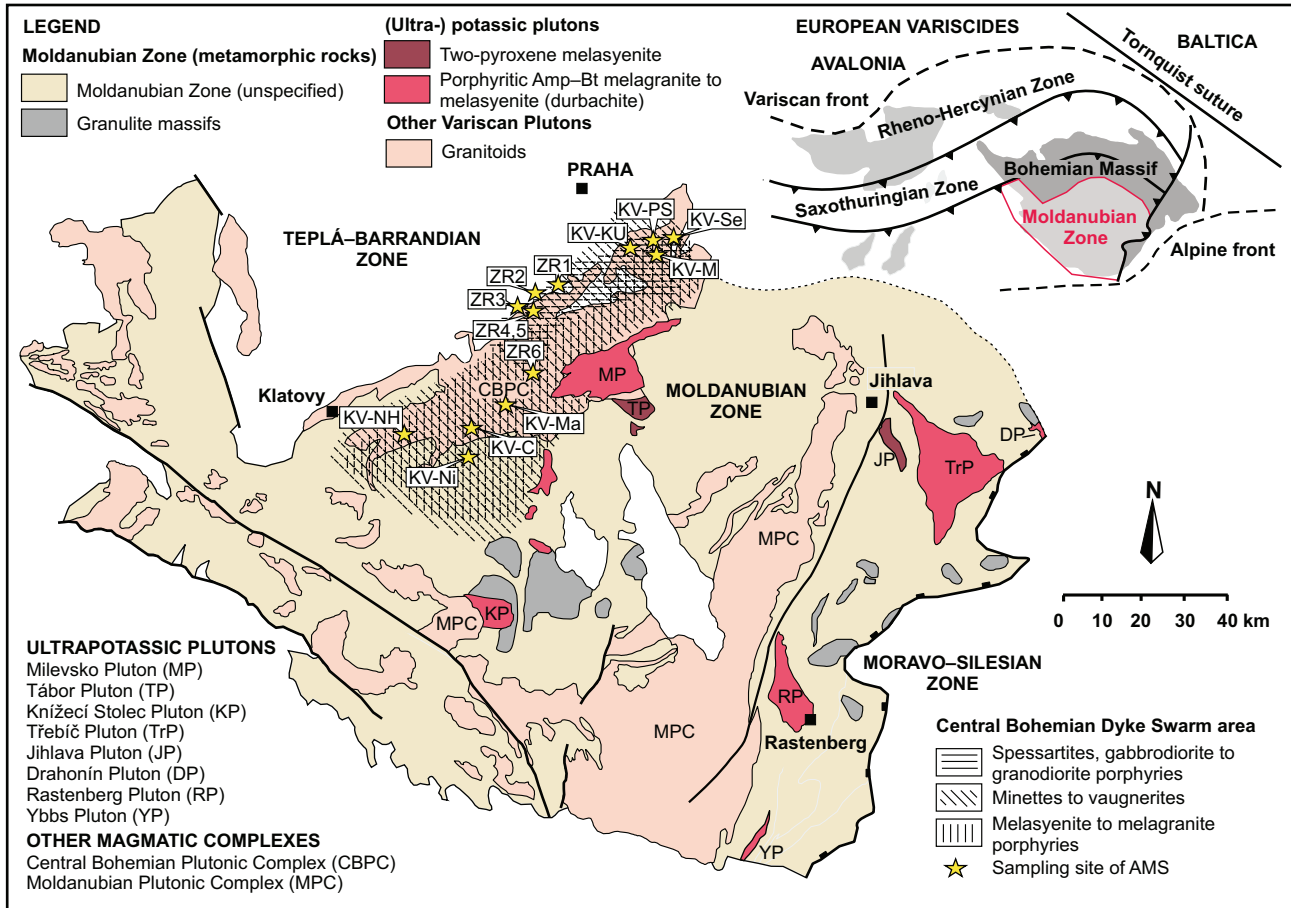 LEGEND
Moldanubian Zone (metamorphic rocks)
Moldanubian Zone (unspecified)
Granulite massifs
(Ultra-) potassic plutons
Two-pyroxene melasyenite
Porphyritic Amp–Bt melagranite to
melasyenite (durbachite)
Other Variscan Plutons
Granitoids
EUROPEAN VARISCIDES
BALTICA
AVALONIA
Tornquist suture
Variscan front
Rheno-Hercynian Zone
Bohemian Massif
Saxothuringian Zone
Moldanubian
Zone
Alpine front
PRAHA
KV-PS
KV-Se
KV-KU
KV-M
TEPLÁ–BARRANDIAN
ZONE
ZR1
ZR2
ZR3
ZR4,5
ZR6
MP
CBPC
TP
MOLDANUBIAN
ZONE
Jihlava
Klatovy
KV-NH
KV-Ma
KV-C
KV-Ni
JP
TrP
DP
MPC
N
0 10 20 30 40 km
KP
MPC
MORAVO–SILESIAN
ZONE
RP
MPC
Rastenberg
YP
ULTRAPOTASSIC PLUTONS
Milevsko Pluton (MP)
Tábor Pluton (TP)
Knížecí Stolec Pluton (KP)
Třebíč Pluton (TrP)
Jihlava Pluton (JP)
Drahonín Pluton (DP)
Rastenberg Pluton (RP)
Ybbs Pluton (YP)
OTHER MAGMATIC COMPLEXES
Central Bohemian Plutonic Complex (CBPC)
Moldanubian Plutonic Complex (MPC)
Central Bohemian Dyke Swarm area
Spessartites, gabbrodiorite to
granodiorite porphyries
Minettes to vaugnerites
Melasyenite to melagranite
porphyries
Sampling site of AMS